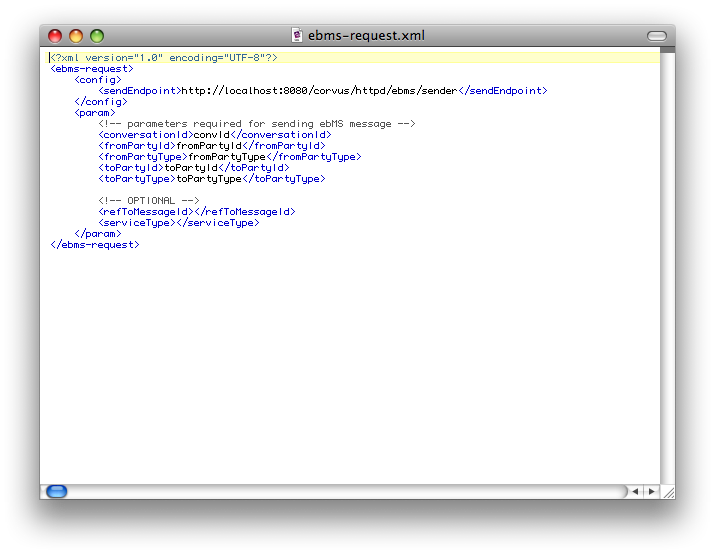 ebms-request.xml
<?xml version="1.0" encoding="UTF-8"?>
<ebms-request>
    <config>
        <sendEndpoint>http://localhost:8080/corvus/httpd/ebms/sender</sendEndpoint>
    </config>
    <param>
        <!-- parameters required for sending ebMS message -->
        <conversationId>convId</conversationId>
        <fromPartyId>fromPartyId</fromPartyId>
        <fromPartyType>fromPartyType</fromPartyType>
        <toPartyId>toPartyId</toPartyId>
        <toPartyType>toPartyType</toPartyType>

        <!-- OPTIONAL -->
        <refToMessageId></refToMessageId>
        <serviceType></serviceType>
    </param>
</ebms-request>